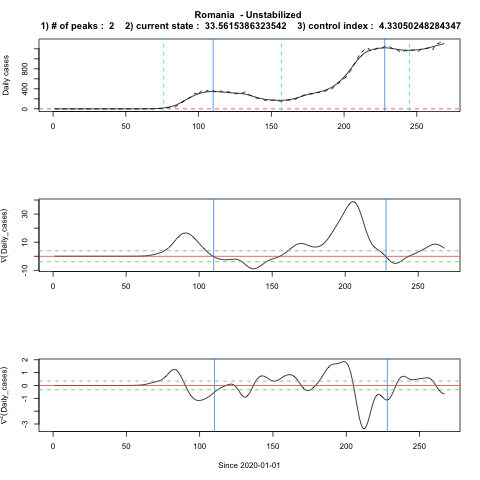 Romania - Unstabilized
1) # of peaks : 2 2) current state : 33.5615386323542 3) control index : 4.33050248284347
Daily cases
0 400 800
0 50 100 150 200 250
∇(Daily_cases)
-10 10 30
0 50 100 150 200 250
∇²(Daily_cases)
-3 -1 0 1 2
0 50 100 150 200 250
Since 2020-01-01